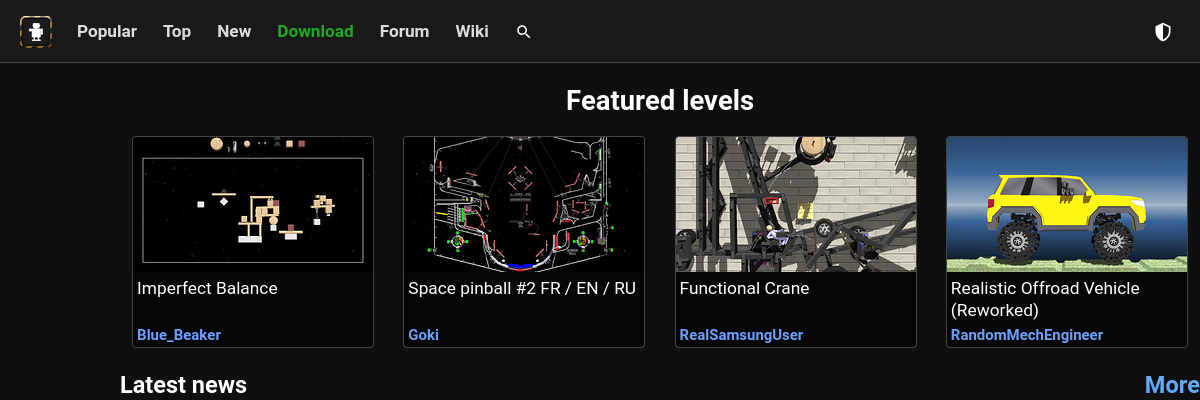 Popular Top New Download Forum Wiki
Featured levels
Imperfect Balance
Blue_Beaker
Space pinball #2 FR / EN / RU
Goki
Functional Crane
RealSamsungUser
Realistic Offroad Vehicle
(Reworked)
RandomMechEngineer
Latest news
More